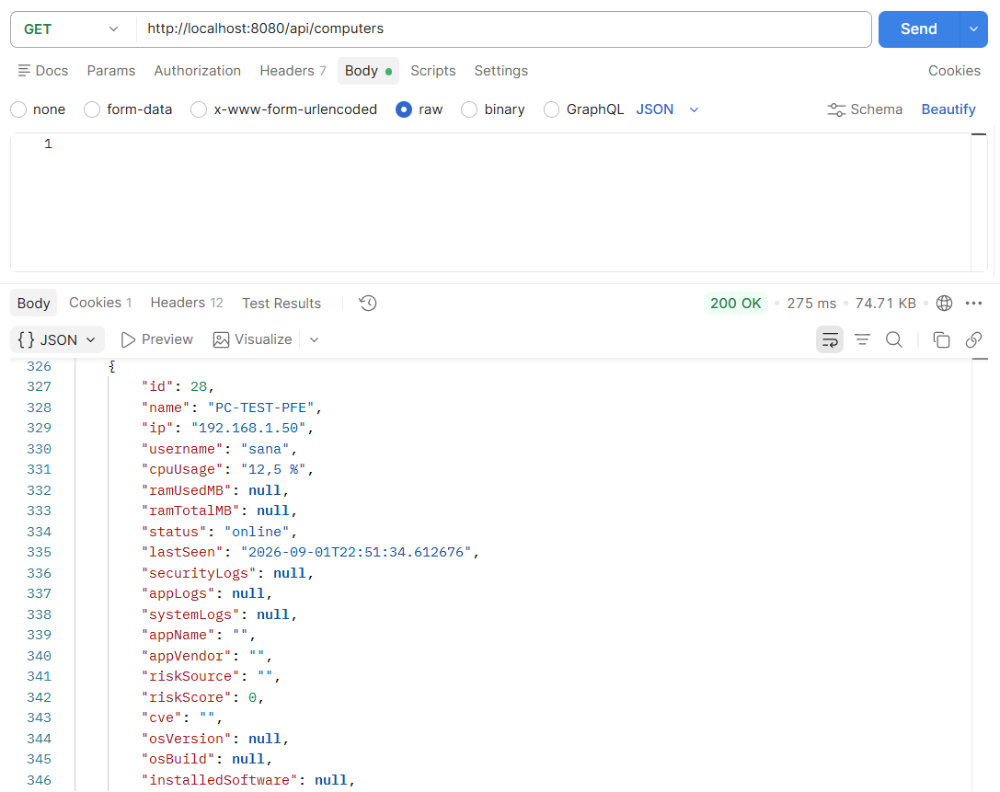 GET http://localhost:8080/api/computers Send
Docs Params Authorization Headers 7 Body Scripts Settings Cookies
none form-data x-www-form-urlencoded raw binary GraphQL JSON Schema Beautify
1
Body Cookies 1 Headers 12 Test Results 200 OK 275 ms 74.71 KB
{} JSON Preview Visualize
326 {
327 "id": 28,
328 "name": "PC-TEST-PFE",
329 "ip": "192.168.1.50",
330 "username": "sana",
331 "cpuUsage": "12,5 %",
332 "ramUsedMB": null,
333 "ramTotalMB": null,
334 "status": "online",
335 "lastSeen": "2026-09-01T22:51:34.612676",
336 "securityLogs": null,
337 "appLogs": null,
338 "systemLogs": null,
339 "appName": "",
340 "appVendor": "",
341 "riskSource": "",
342 "riskScore": 0,
343 "cve": "",
344 "osVersion": null,
345 "osBuild": null,
346 "installedSoftware": null,